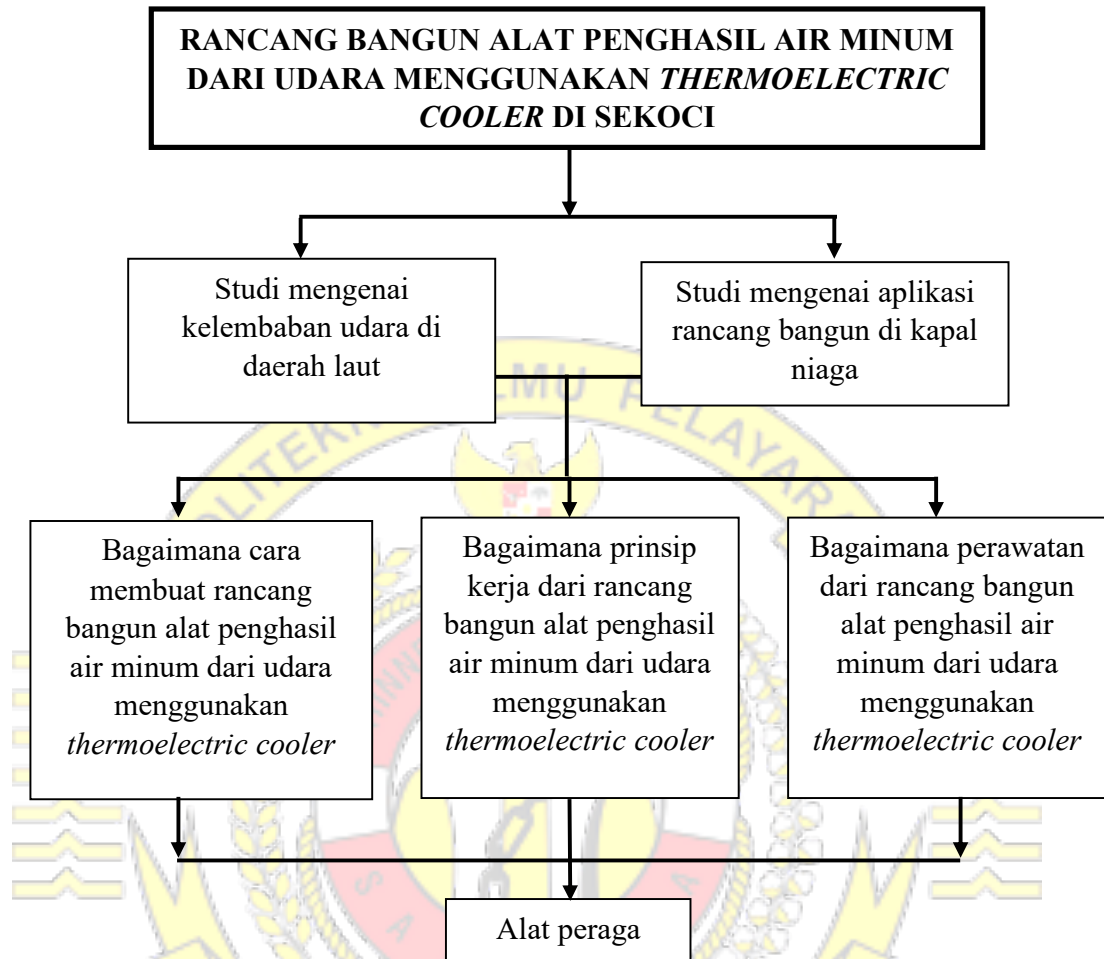 RANCANG BANGUN ALAT PENGHASIL AIR MINUM
DARI UDARA MENGGUNAKAN THERMOELECTRIC
COOLER DI SEKOCI
Studi mengenai
kelembaban udara di
daerah laut
Studi mengenai aplikasi
rancang bangun di kapal
niaga
Bagaimana cara
membuat rancang
bangun alat penghasil
air minum dari udara
menggunakan
thermoelectric cooler
Bagaimana prinsip
kerja dari rancang
bangun alat penghasil
air minum dari udara
menggunakan
thermoelectric cooler
Bagaimana perawatan
dari rancang bangun
alat penghasil air
minum dari udara
menggunakan
thermoelectric cooler
Alat peraga